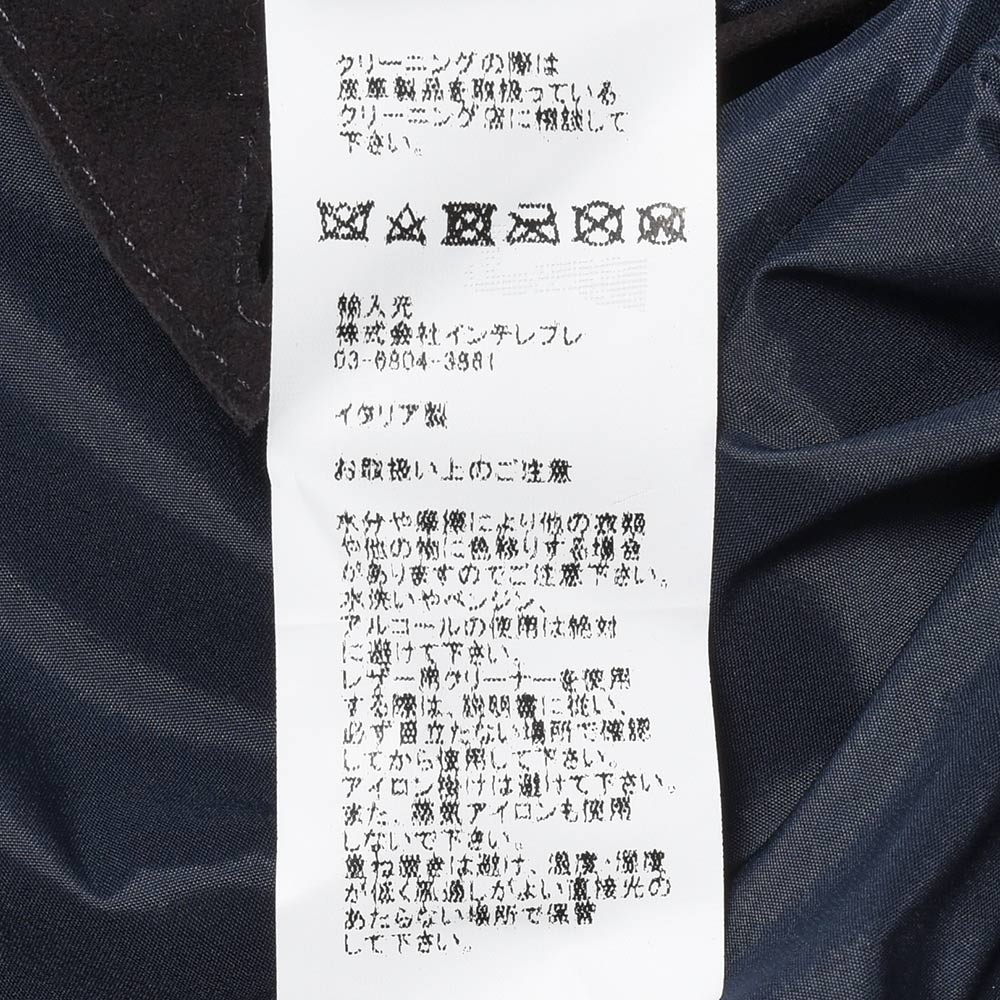 クリーニングの際は
皮革製品を取扱っている
クリーニング店に相談して
下さい。
輸入元
株式会社インテレプレ
03-6804-3861
イタリア製
お取扱い上のご注意
水分や摩擦により他の衣類
や他の物に色移りする場合
がありますのでご注意下さい。
水洗いやベンジン、
アルコールの使用は絶対
に避けて下さい。
レザー用クリーナーを使用
する際は、説明書に従い、
必ず目立たない場所で確認
してから使用して下さい。
アイロン掛けは避けて下さい。
また、蒸気アイロンも使用
しないで下さい。
重ね置きは避け、温度・湿度
が低く風通しがよい直接光の
あたらない場所で保管
して下さい。